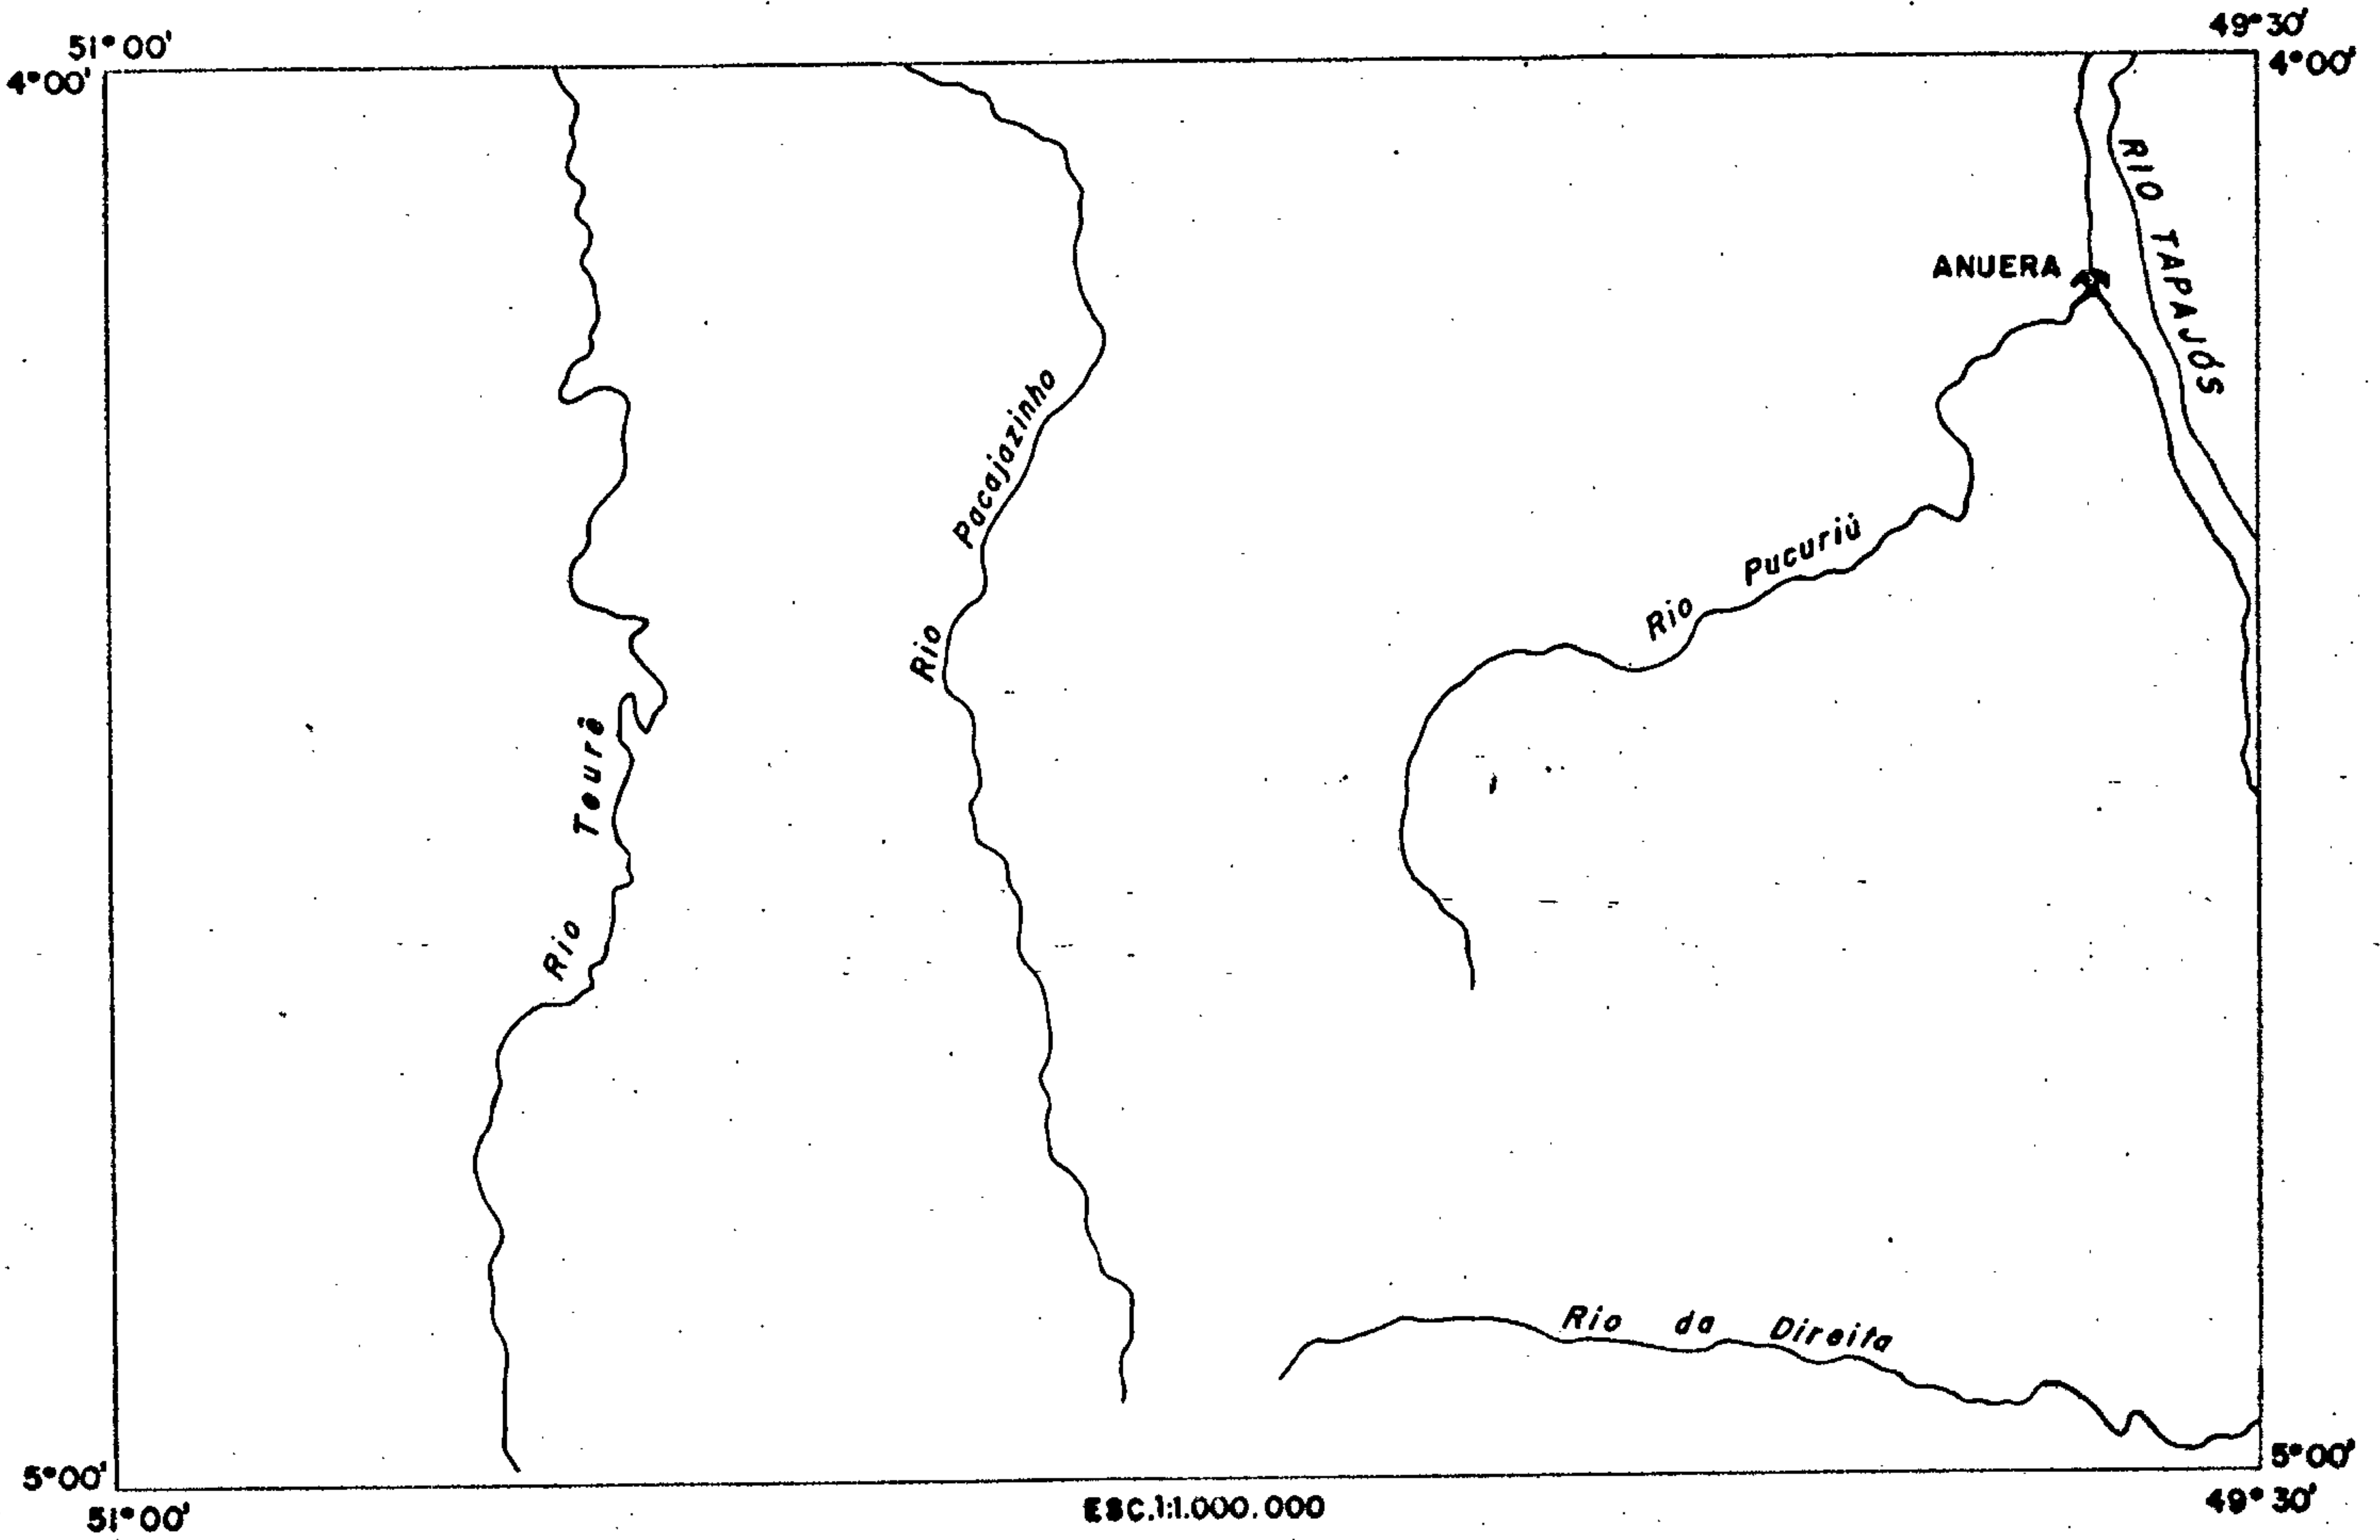 51°00'
49°30'
4°00'
4°00'
RIO TAPAJÓS
ANUERA
Rio Pacajazinho
Rio Pucuriú
Rio Touré
Rio da Direita
5°00'
5°00'
51°00'
ESC.1:1.000.000
49°30'